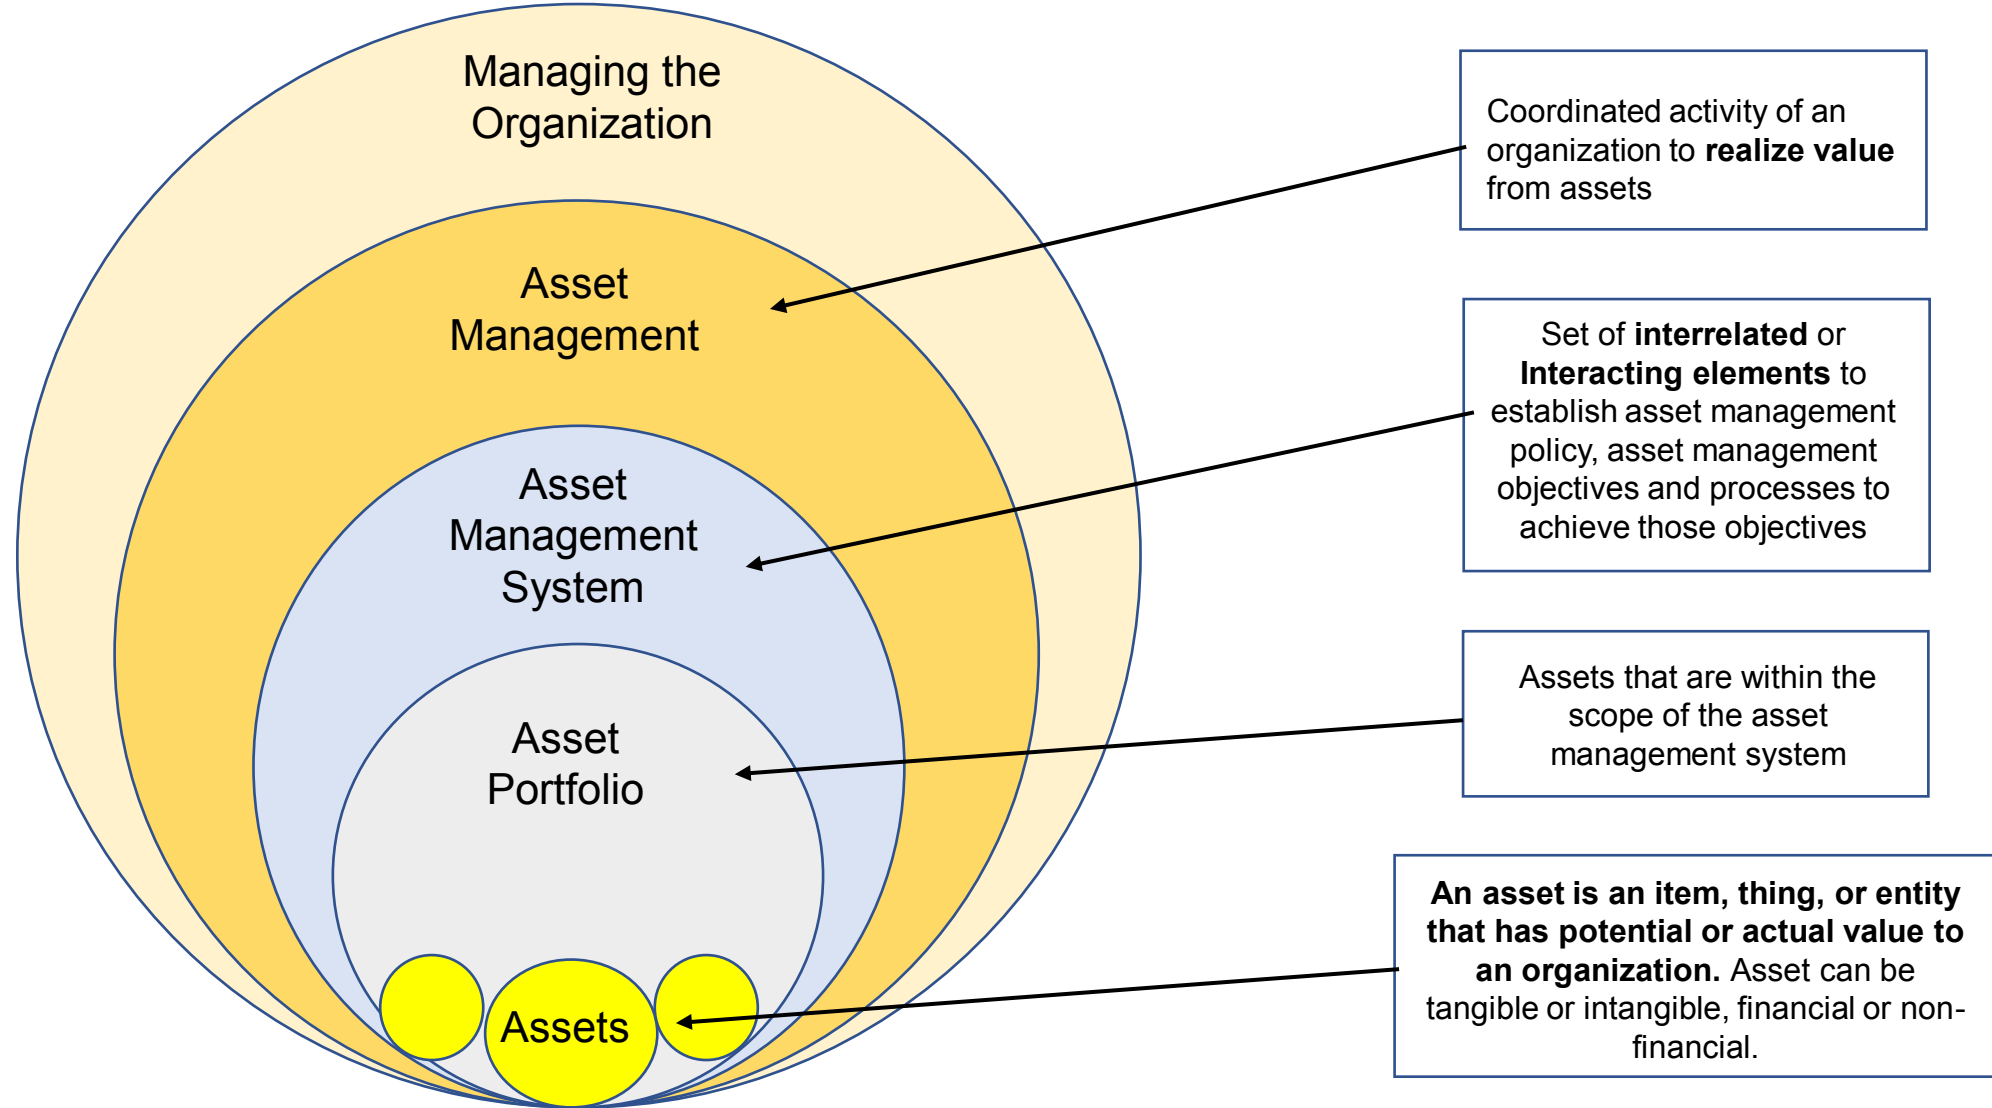 Managing the
Organization
Asset
Management
Asset
Management
System
Asset
Portfolio
Assets
Coordinated activity of an
organization to realize value
from assets
Set of interrelated or
Interacting elements to
establish asset management
policy, asset management
objectives and processes to
achieve those objectives
Assets that are within the
scope of the asset
management system
An asset is an item, thing, or entity
that has potential or actual value to
an organization. Asset can be
tangible or intangible, financial or non-
financial.